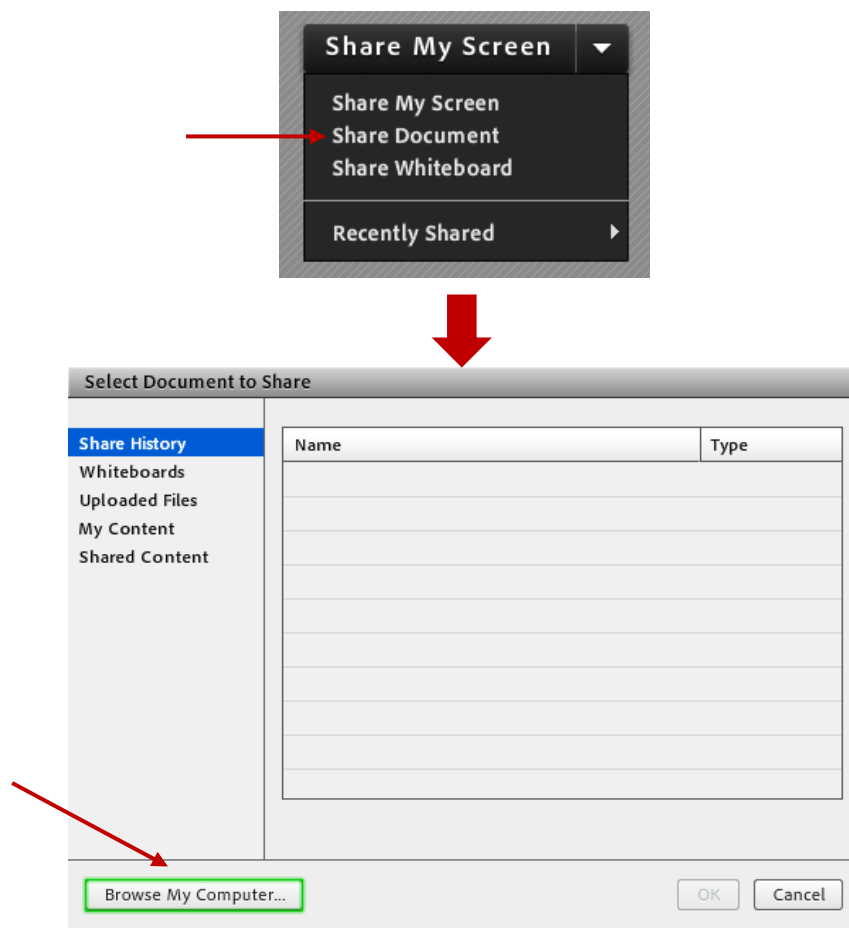 Share My Screen
Share My Screen
Share Document
Share Whiteboard
Recently Shared
Select Document to Share
Share History
Whiteboards
Uploaded Files
My Content
Shared Content
Name Type
Browse My Computer... OK Cancel